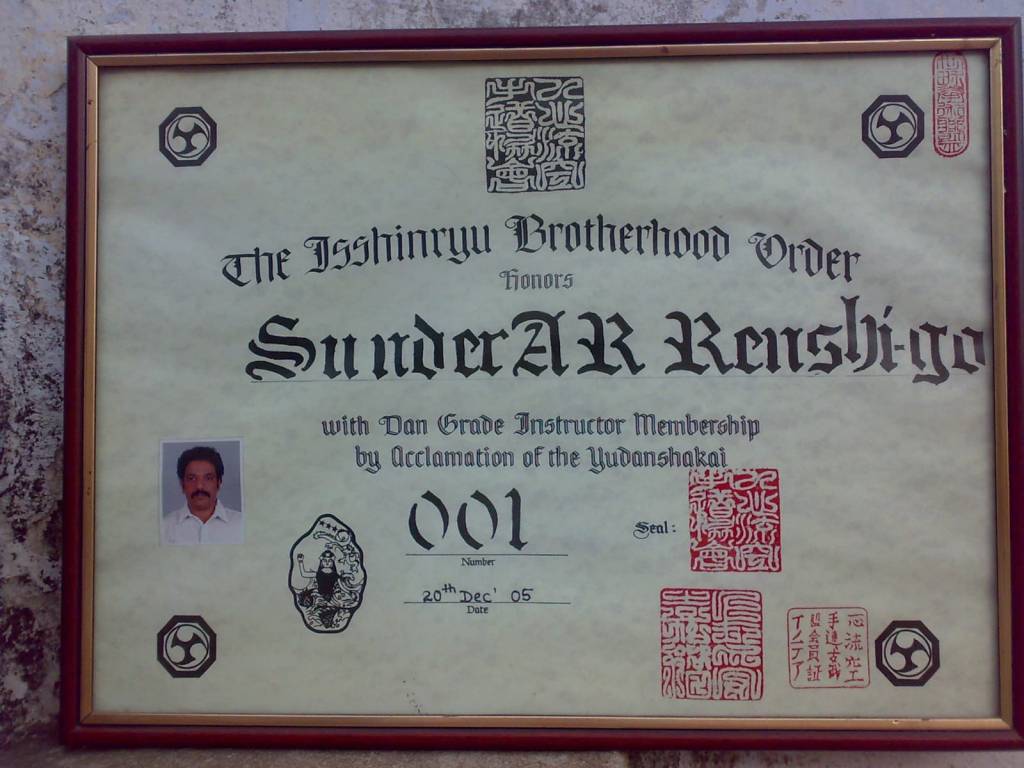 The Isshinryu Brotherhood Order
Honors
SunderAR Renshi-go
with Dan Grade Instructor Membership
by Acclamation of the Yudanshakai
001
Number
20th Dec' 05
Date
Seal: